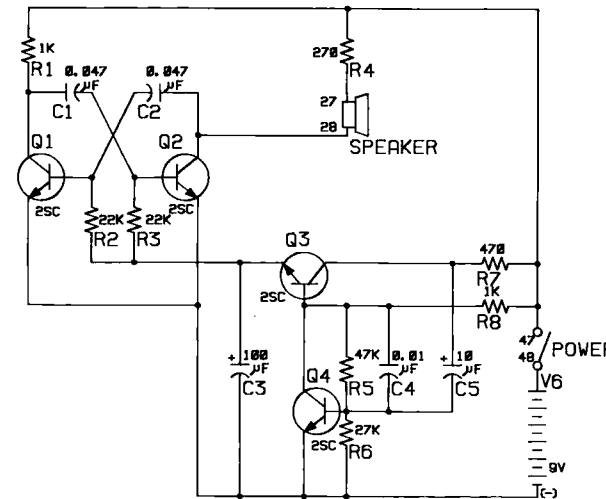 1K
R1
0.047
µF
C1
0.047
µF
C2
270
R4
27
28
SPEAKER
Q1
2SC
Q2
2SC
22K
R2
22K
R3
Q3
2SC
470
R7
1K
R8
47
48
POWER
V6
9V
(-)
+
100
µF
C3
Q4
2SC
47K
R5
0.01
µF
C4
+
10
µF
C5
27K
R6